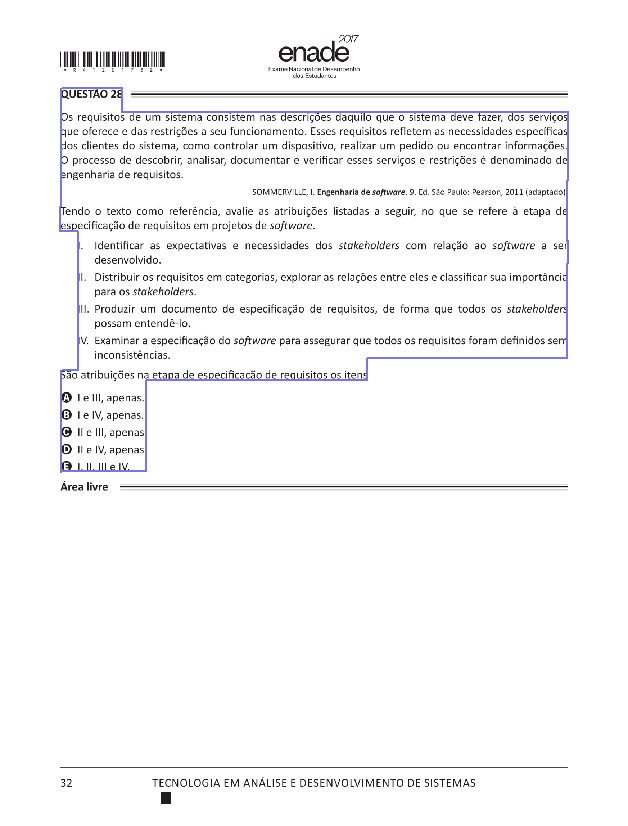 *R41201732*
enade 2017
Exame Nacional de Desempenho
dos Estudantes
QUESTÃO 28
Os requisitos de um sistema consistem nas descrições daquilo que o sistema deve fazer, dos serviços
que oferece e das restrições a seu funcionamento. Esses requisitos refletem as necessidades específicas
dos clientes do sistema, como controlar um dispositivo, realizar um pedido ou encontrar informações.
O processo de descobrir, analisar, documentar e verificar esses serviços e restrições é denominado de
engenharia de requisitos.
SOMMERVILLE, I. Engenharia de software. 9. Ed. São Paulo: Pearson, 2011 (adaptado).
Tendo o texto como referência, avalie as atribuições listadas a seguir, no que se refere à etapa de
especificação de requisitos em projetos de software.
I. Identificar as expectativas e necessidades dos stakeholders com relação ao software a ser
desenvolvido.
II. Distribuir os requisitos em categorias, explorar as relações entre eles e classificar sua importância
para os stakeholders.
III. Produzir um documento de especificação de requisitos, de forma que todos os stakeholders
possam entendê-lo.
IV. Examinar a especificação do software para assegurar que todos os requisitos foram definidos sem
inconsistências.
São atribuições na etapa de especificação de requisitos os itens
A I e III, apenas.
B I e IV, apenas.
C II e III, apenas
D II e IV, apenas
E I, II, III e IV.
Área livre
32 TECNOLOGIA EM ANÁLISE E DESENVOLVIMENTO DE SISTEMAS